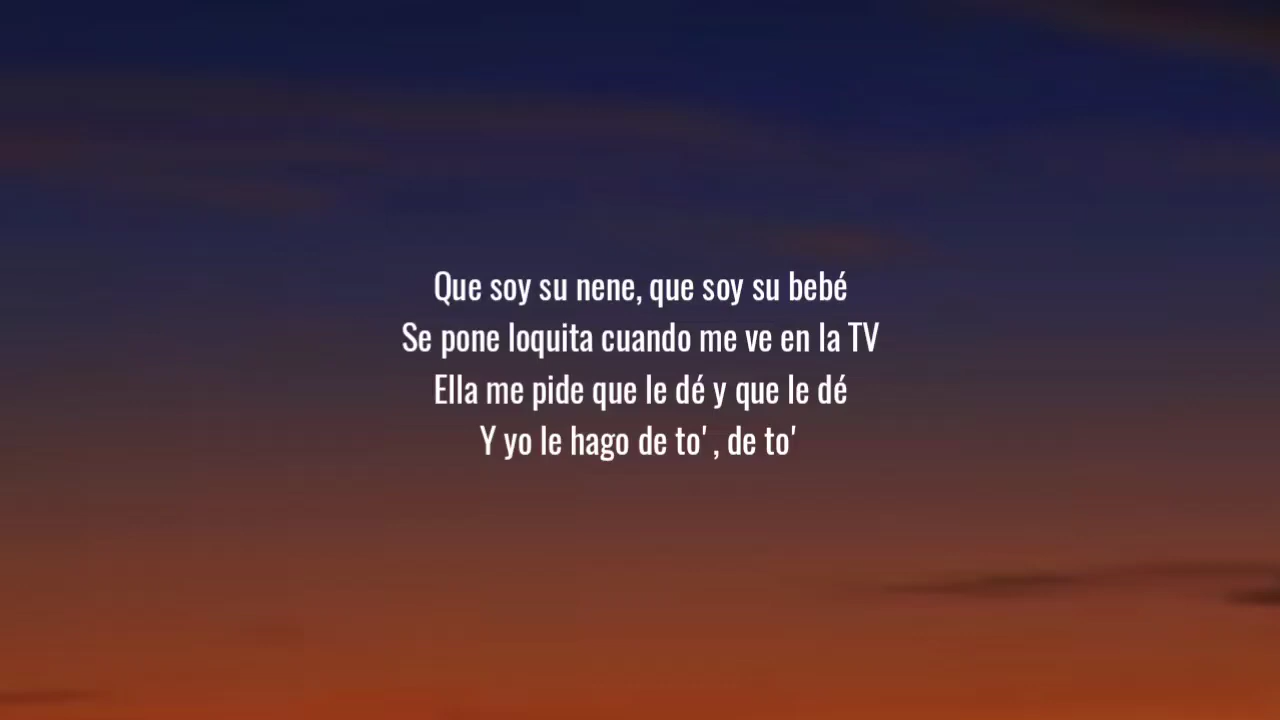 Que soy su nene, que soy su bebé
Se pone loquita cuando me ve en la TV
Ella me pide que le dé y que le dé
Y yo le hago de to', de to'